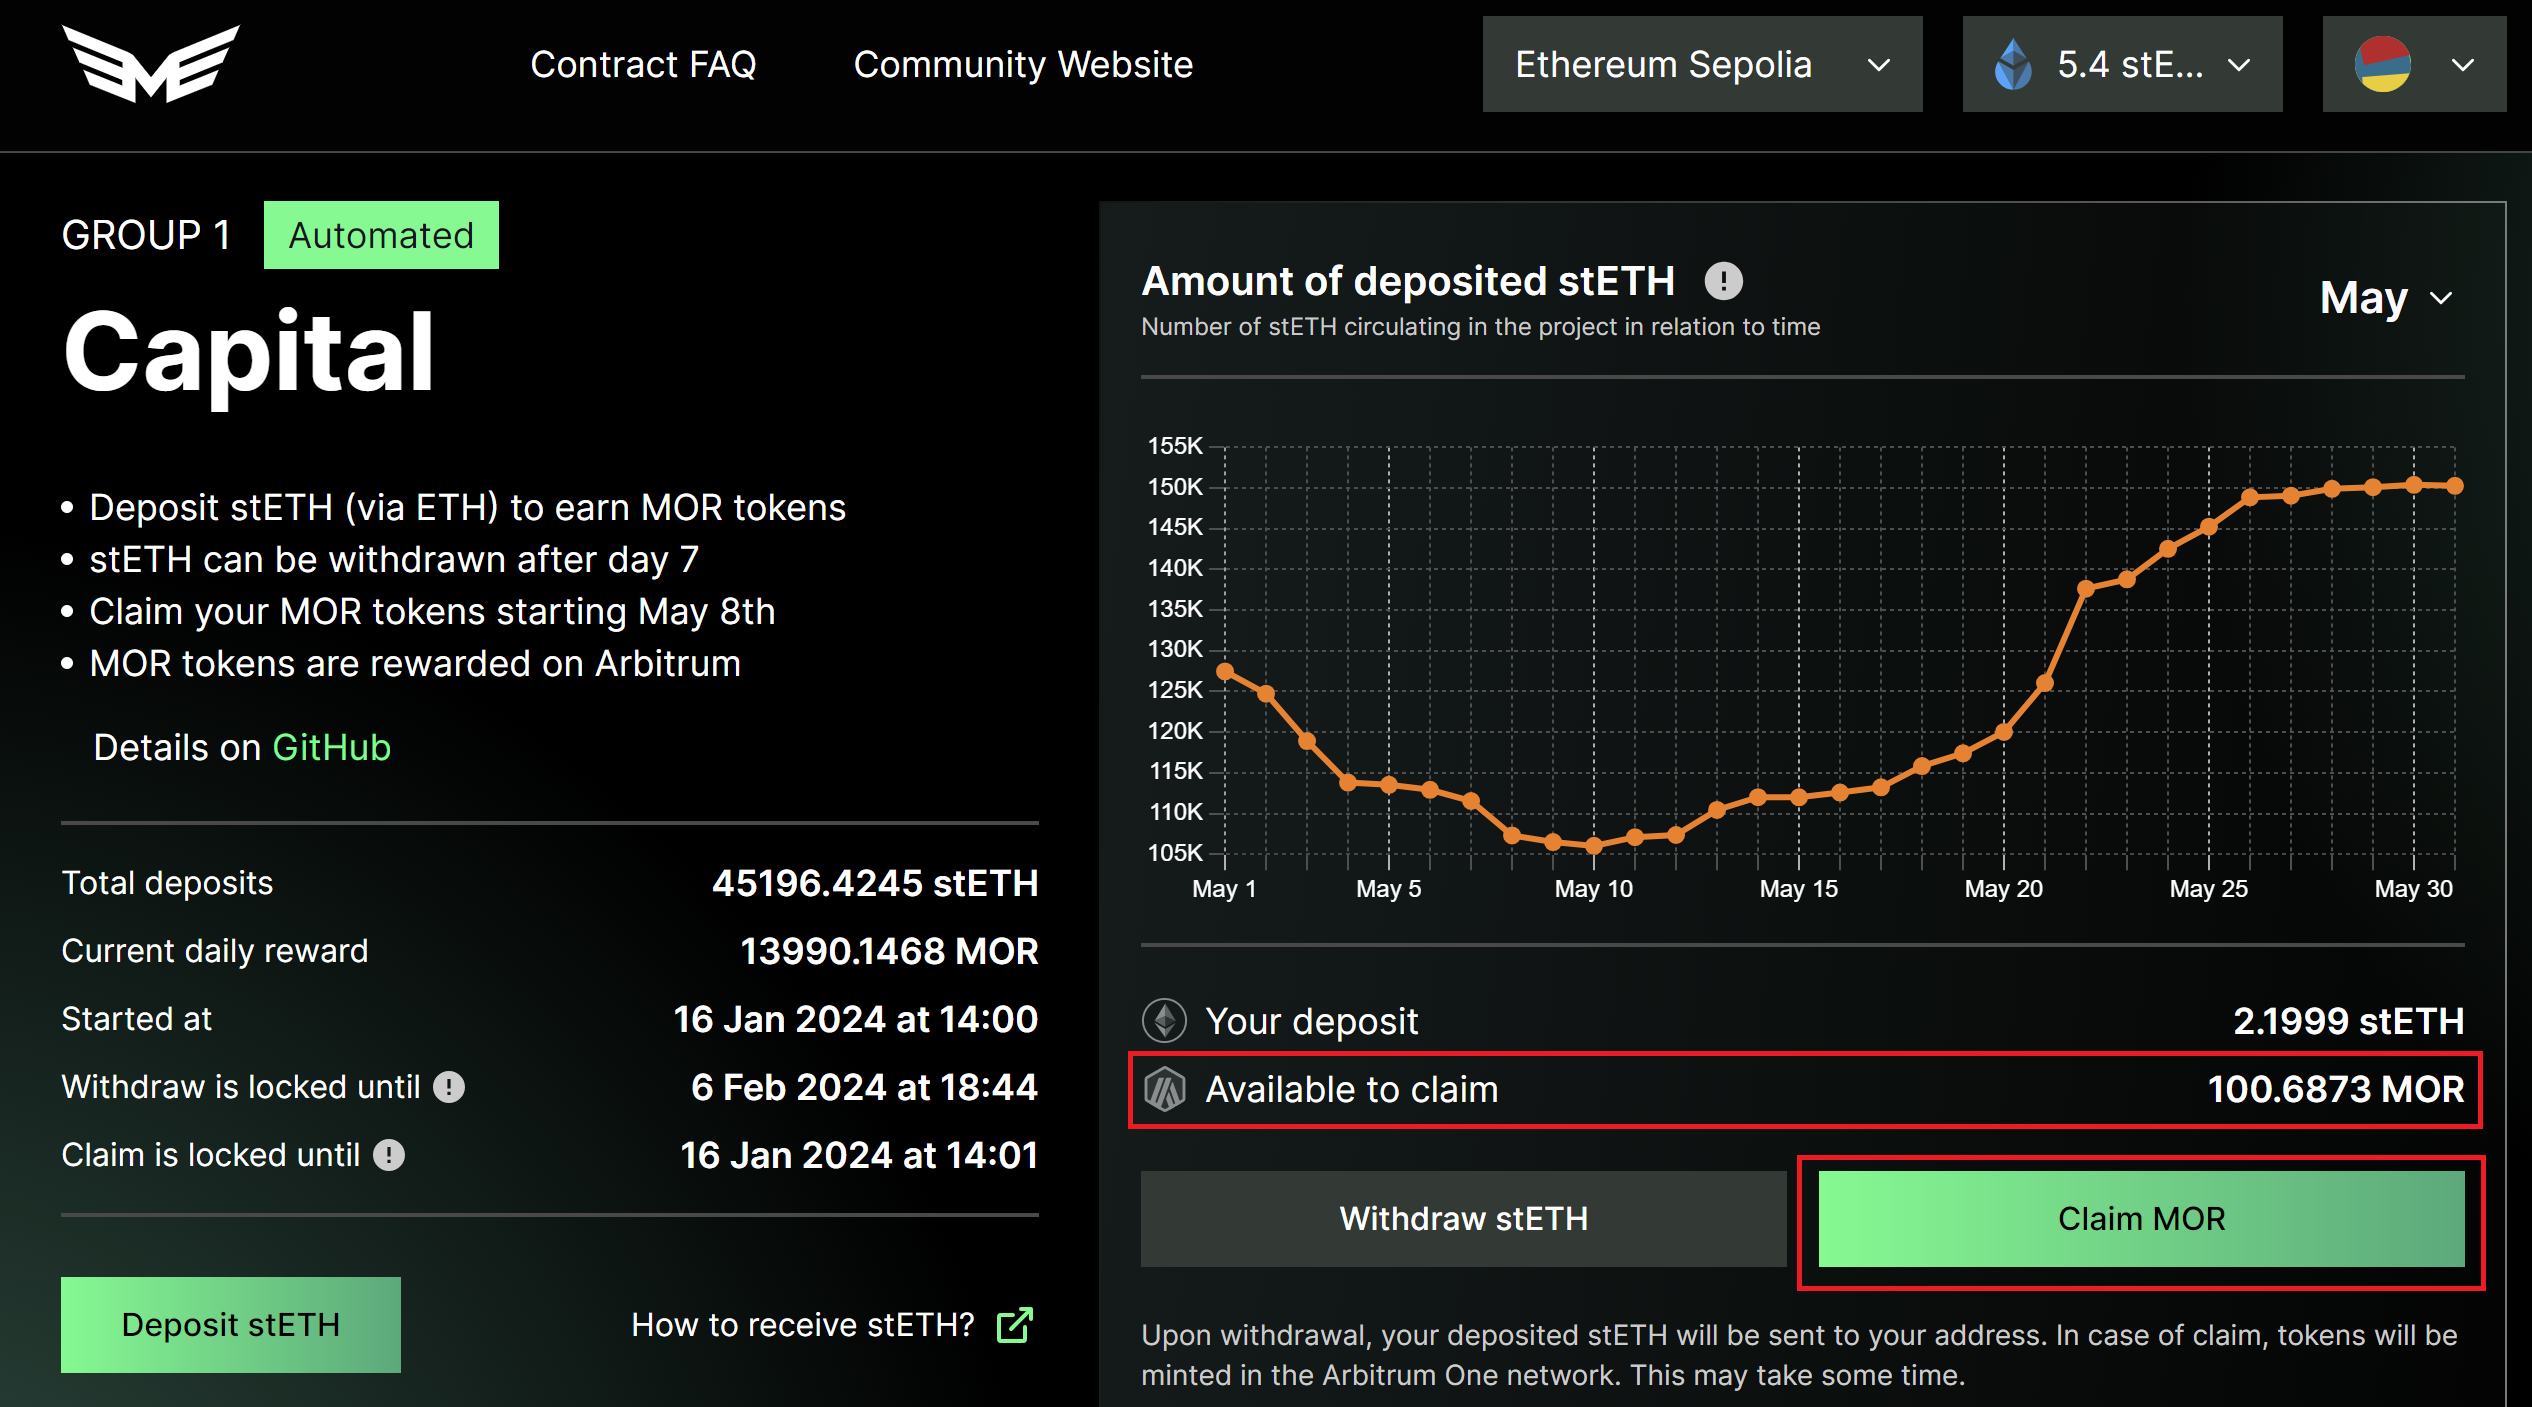 Contract FAQ
Community Website
Ethereum Sepolia
5.4 stE...
GROUP 1
Automated
Capital
• Deposit stETH (via ETH) to earn MOR tokens
• stETH can be withdrawn after day 7
• Claim your MOR tokens starting May 8th
• MOR tokens are rewarded on Arbitrum
Details on GitHub
Total deposits 45196.4245 stETH
Current daily reward 13990.1468 MOR
Started at 16 Jan 2024 at 14:00
Withdraw is locked until ! 6 Feb 2024 at 18:44
Claim is locked until ! 16 Jan 2024 at 14:01
Deposit stETH
How to receive stETH?
Amount of deposited stETH !
Number of stETH circulating in the project in relation to time
May
155K
150K
145K
140K
135K
130K
125K
120K
115K
110K
105K
May 1 May 5 May 10 May 15 May 20 May 25 May 30
Your deposit 2.1999 stETH
Available to claim 100.6873 MOR
Withdraw stETH
Claim MOR
Upon withdrawal, your deposited stETH will be sent to your address. In case of claim, tokens will be
minted in the Arbitrum One network. This may take some time.